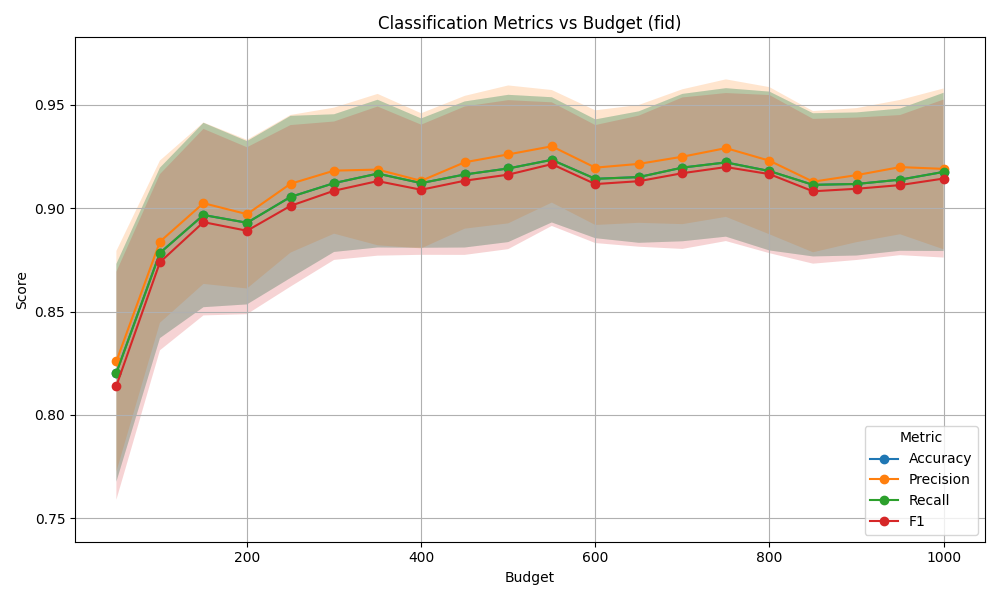 Classification Metrics vs Budget (fid)
Score
0.95
0.90
0.85
0.80
0.75
Metric
Accuracy
Precision
Recall
F1
200
400
600
800
1000
Budget